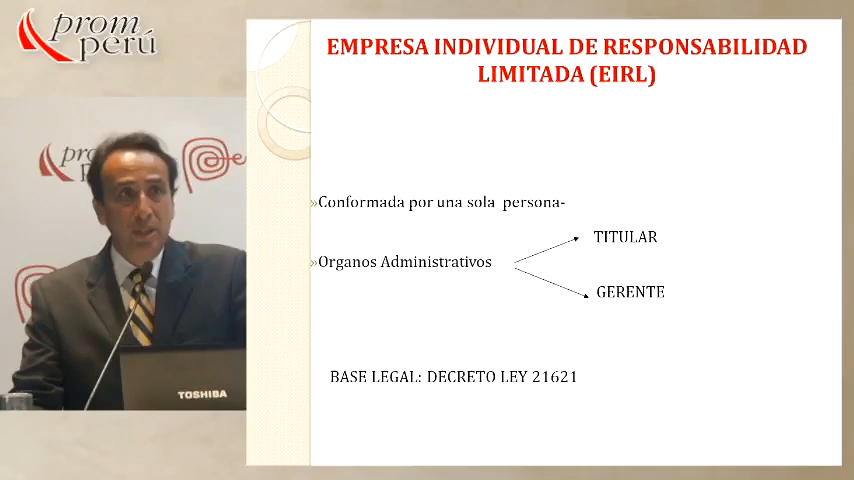 prom
perú
EMPRESA INDIVIDUAL DE RESPONSABILIDAD
LIMITADA (EIRL)
»Conformada por una sola persona-
TITULAR
»Organos Administrativos
GERENTE
BASE LEGAL: DECRETO LEY 21621
TOSHIBA